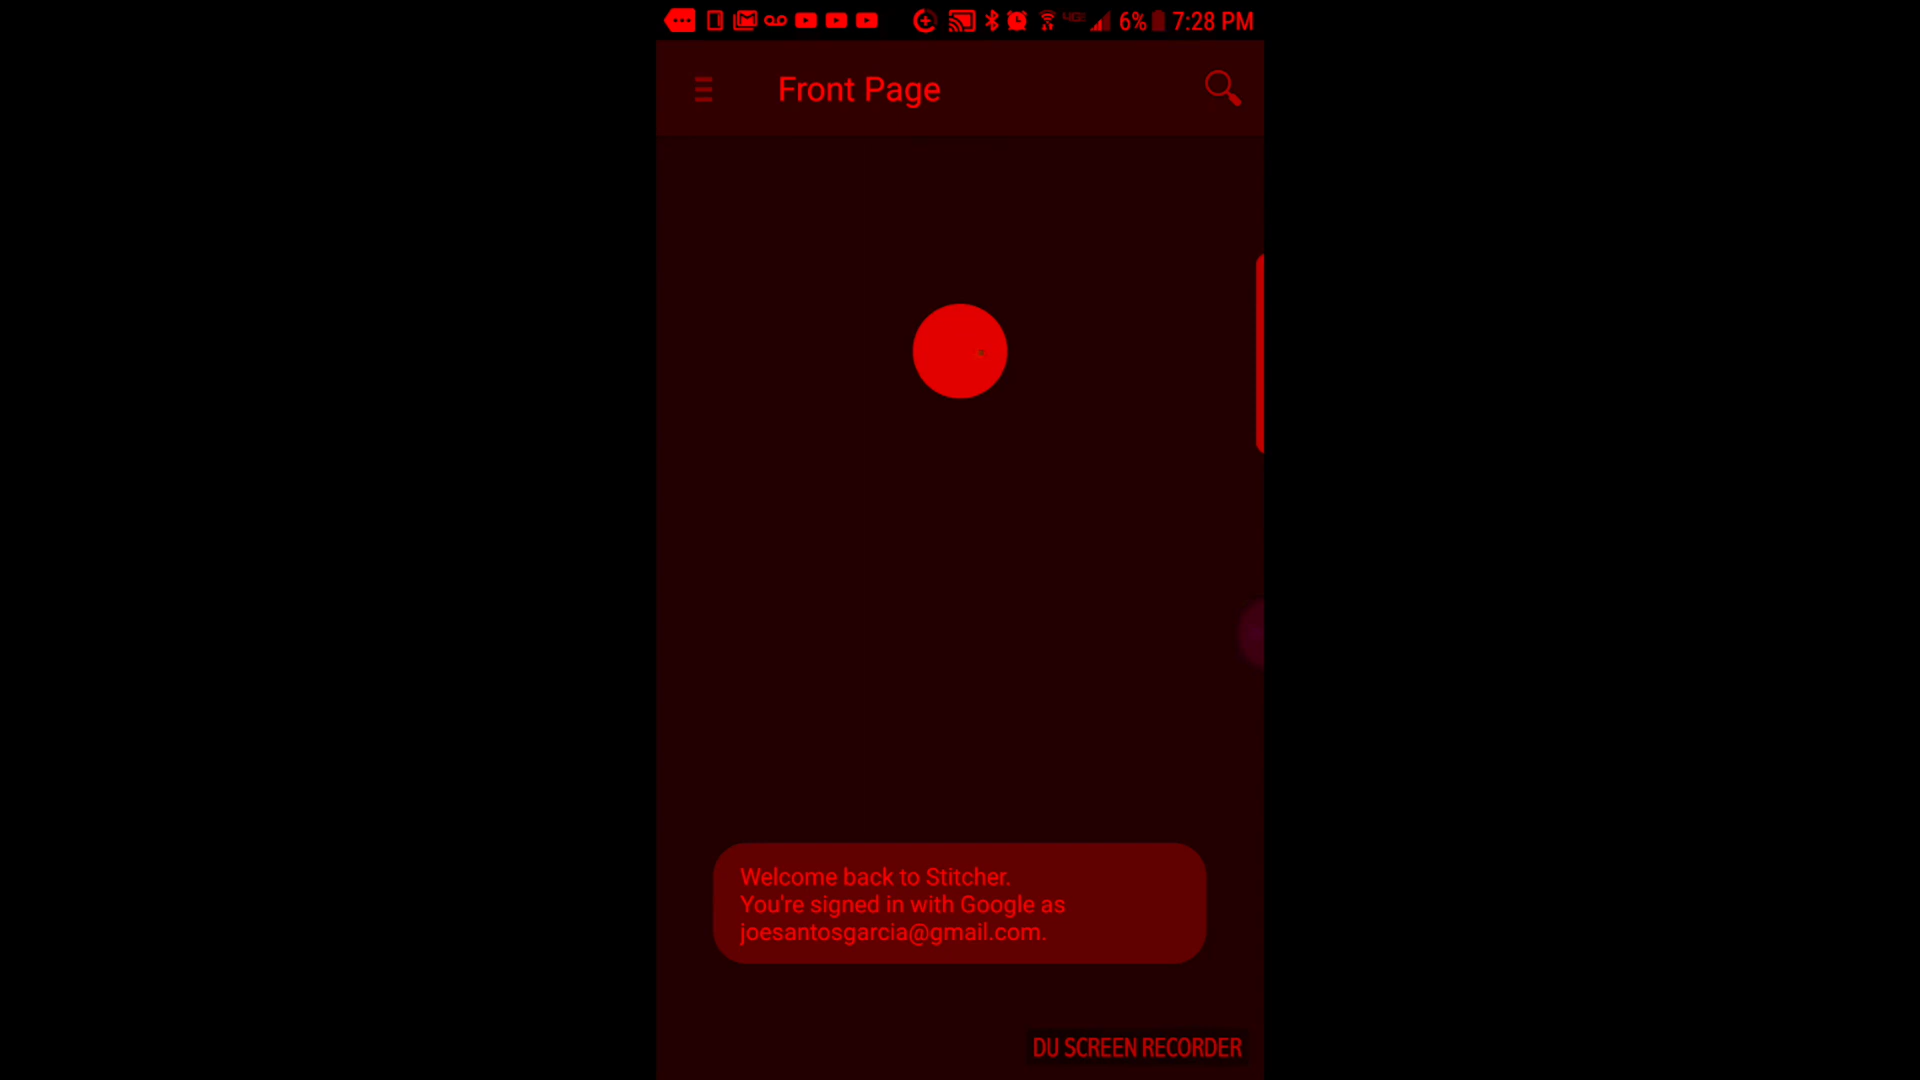 4G 6% 7:28 PM
Front Page
Welcome back to Stitcher.
You're signed in with Google as
joesantosgarcia@gmail.com.
DU SCREEN RECORDER